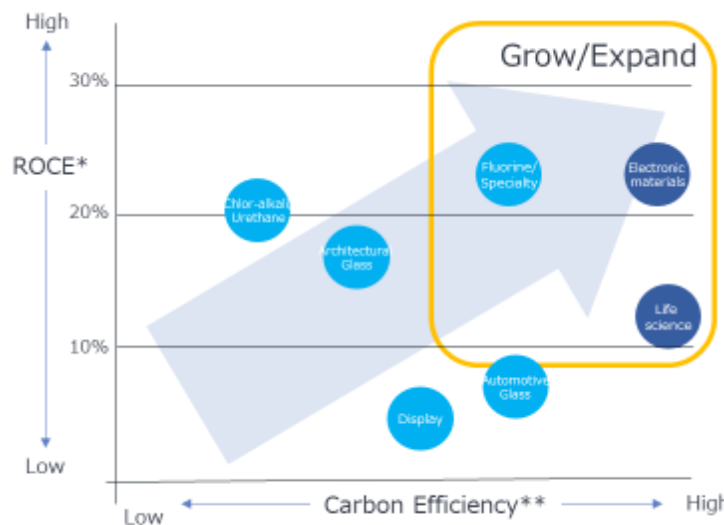 High
Grow/Expand
30%
ROCE*
Fluorine/
Specialty
Electronic
materials
Chlor-alkali
Urethane
20%
Architectural
Glass
Life
science
10%
Automotive
Glass
Display
Low
Low
Carbon Efficiency**
High